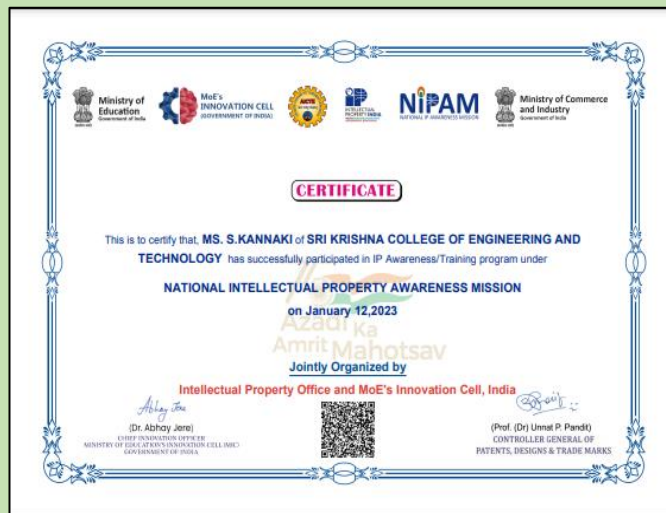 Ministry of
Education
Government of India
MoE's
INNOVATION CELL
(GOVERNMENT OF INDIA)
AICTE
iP
INTELLECTUAL
PROPERTY INDIA
NiPAM
NATIONAL IP AWARENESS MISSION
Ministry of Commerce
and Industry
Government of India
CERTIFICATE
This is to certify that, MS. S.KANNAKI of SRI KRISHNA COLLEGE OF ENGINEERING AND
TECHNOLOGY has successfully participated in IP Awareness/Training program under
NATIONAL INTELLECTUAL PROPERTY AWARENESS MISSION
on January 12,2023
Azadi Ka
Amrit Mahotsav
Jointly Organized by
Intellectual Property Office and MoE's Innovation Cell, India
Abhay Jere
(Dr. Abhay Jere)
CHIEF INNOVATION OFFICER
MINISTRY OF EDUCATION'S INNOVATION CELL (MIC)
GOVERNMENT OF INDIA
(Prof. (Dr) Unnat P. Pandit)
CONTROLLER GENERAL OF
PATENTS, DESIGNS & TRADE MARKS